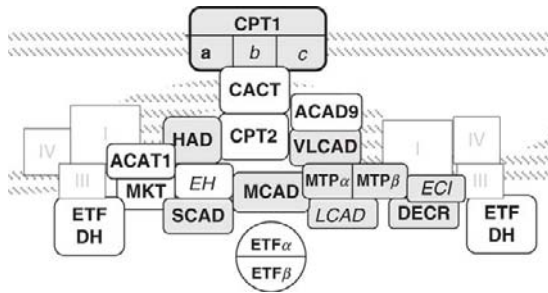 CPT1
a b c
CACT
ACAD9
I
IV
HAD
CPT2
VLCAD
I
IV
ACAT1
III
MKT
EH
MCAD
MTPα
MTPβ
ECI
III
SCAD
LCAD
DECR
ETF
DH
ETF
DH
ETFα
ETFβ